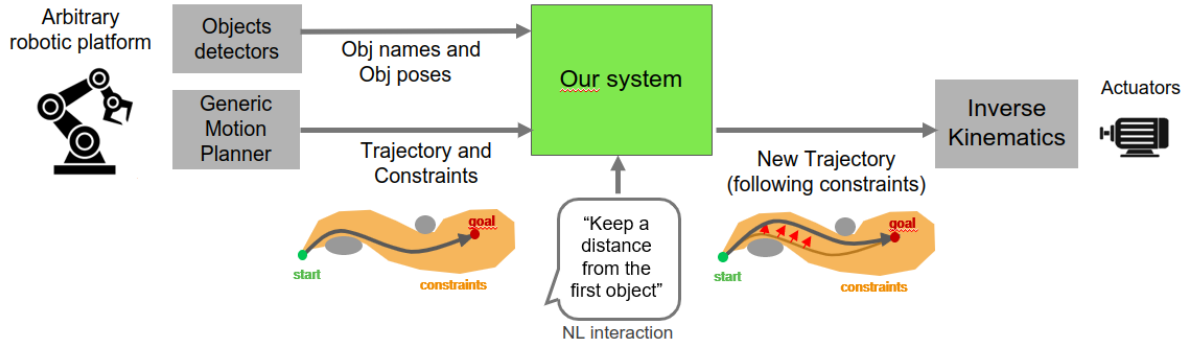 Arbitrary
robotic platform
Objects
detectors
Obj names and
Obj poses
Generic
Motion
Planner
Trajectory and
Constraints
goal
start
constraints
Our system
“Keep a
distance
from the
first object”
NL interaction
New Trajectory
(following constraints)
goal
start
constraints
Inverse
Kinematics
Actuators